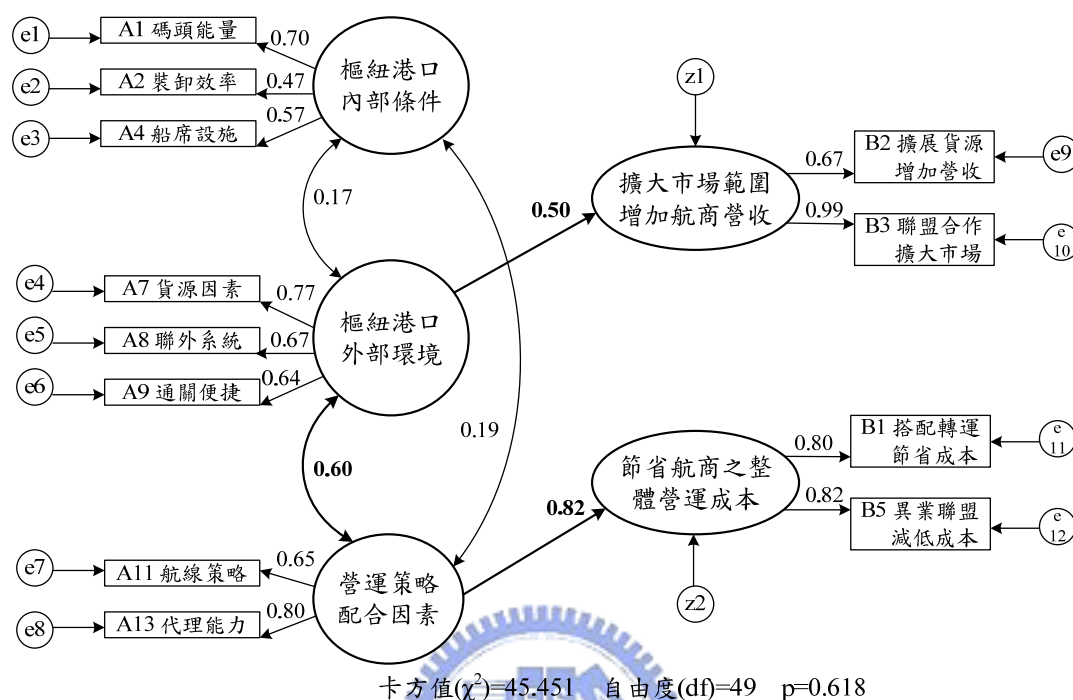 e1
A1 碼頭能量
0.70
e2
A2 裝卸效率
0.47
e3
A4 船席設施
0.57
樞紐港口
內部條件
0.17
z1
擴大市場範圍
增加航商營收
0.50
0.67
B2 擴展貨源
增加營收
e9
0.99
B3 聯盟合作
擴大市場
e
10
e4
A7 貨源因素
0.77
e5
A8 聯外系統
0.67
e6
A9 通關便捷
0.64
樞紐港口
外部環境
0.19
0.60
節省航商之整
體營運成本
0.82
0.80
B1 搭配轉運
節省成本
e
11
0.82
B5 異業聯盟
減低成本
e
12
z2
e7
A11 航線策略
0.65
e8
A13 代理能力
0.80
營運策略
配合因素
卡方值(χ²)=45.451 自由度(df)=49 p=0.618